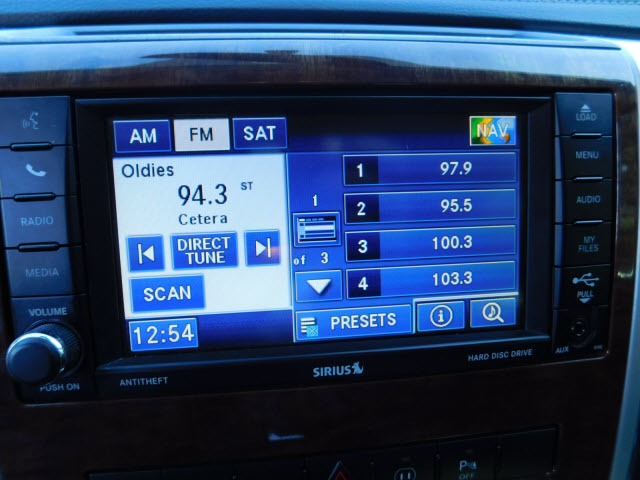 AM FM SAT NAV
Oldies
94.3 ST
Cetera
DIRECT
TUNE
SCAN
12:54
1
of 3
1 97.9
2 95.5
3 100.3
4 103.3
PRESETS
RADIO
MEDIA
VOLUME
PUSH ON
LOAD
MENU
AUDIO
MY
FILES
PULL
AUX
ANTITHEFT
SIRIUS
HARD DISC DRIVE
P
OFF